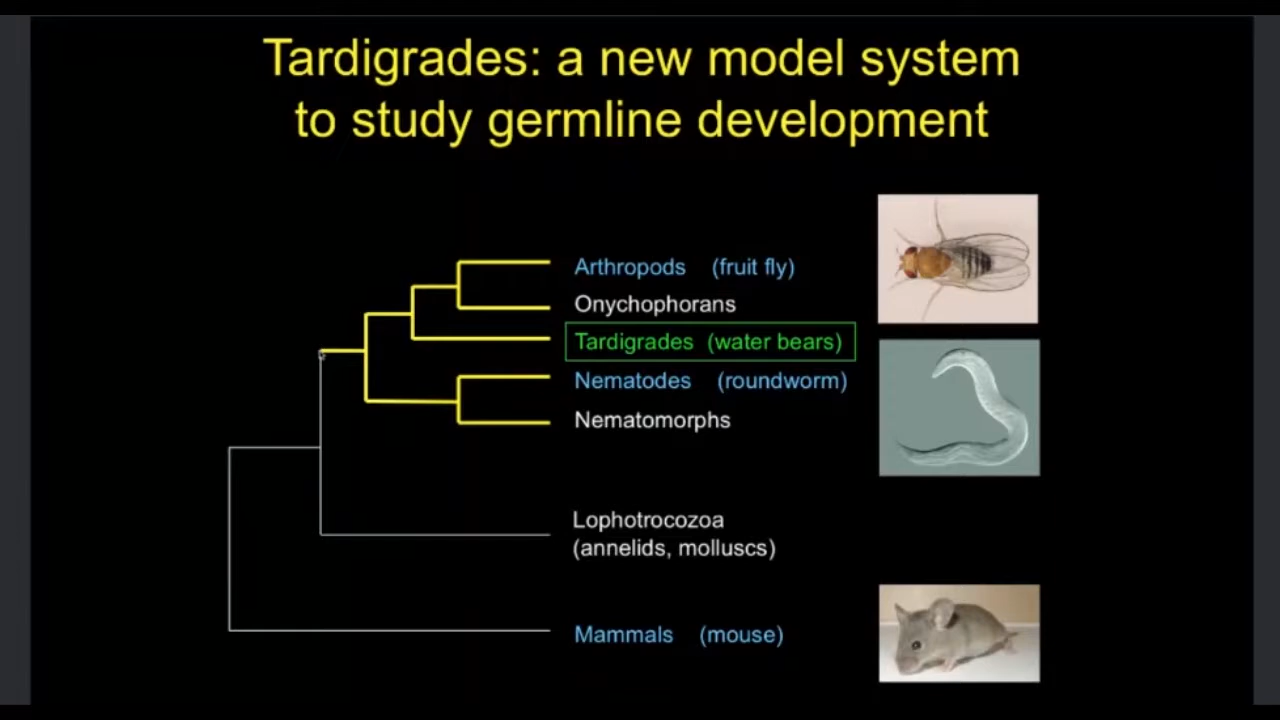 Tardigrades: a new model system
to study germline development
Arthropods (fruit fly)
Onychophorans
Tardigrades (water bears)
Nematodes (roundworm)
Nematomorphs
Lophotrocozoa
(annelids, molluscs)
Mammals (mouse)